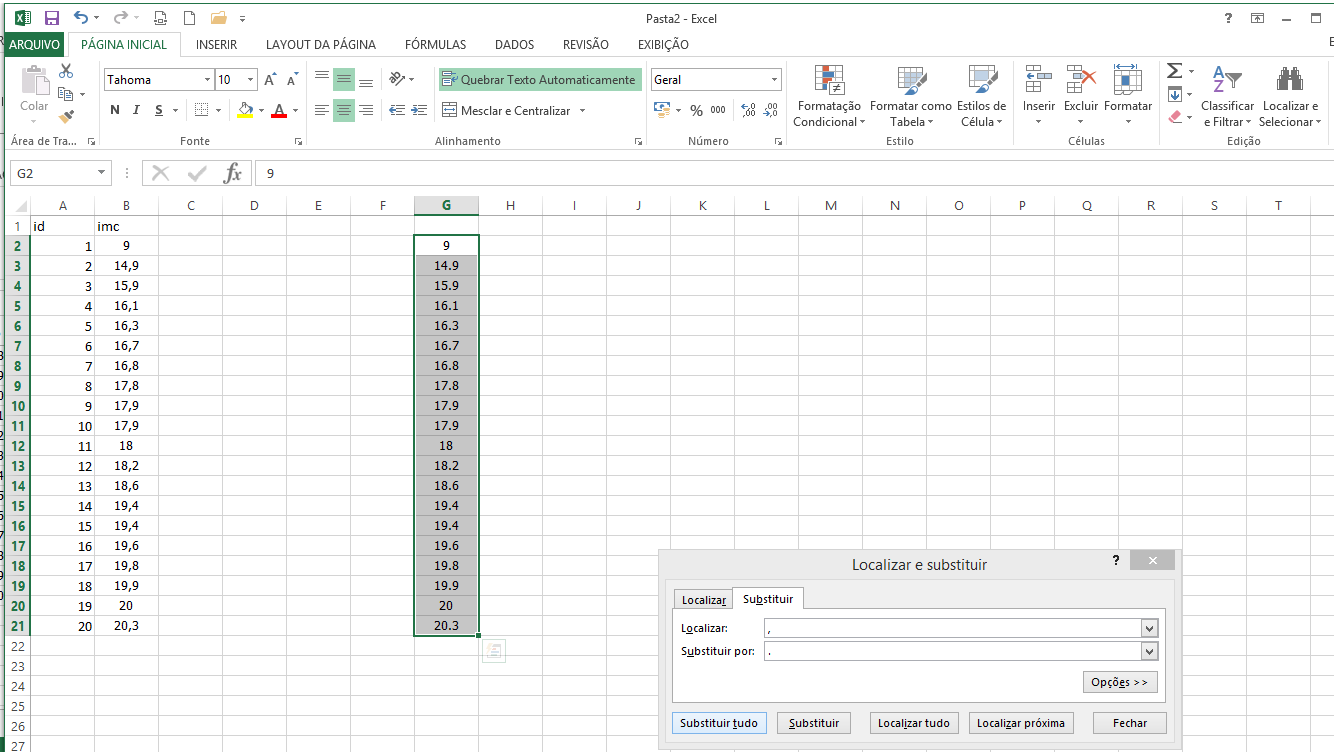 Pasta2 - Excel
?
ARQUIVO PÁGINA INICIAL INSERIR LAYOUT DA PÁGINA FÓRMULAS DADOS REVISÃO EXIBIÇÃO
Colar
Tahoma 10
N I S
Quebrar Texto Automaticamente
Mesclar e Centralizar
Geral
% 000
Formatação Condicional
Formatar como Tabela
Estilos de Célula
Inserir Excluir Formatar
Classificar e Filtrar
Localizar e Selecionar
Área de Tra... Fonte Alinhamento Número Estilo Células Edição
G2 fx 9
A B C D E F G H I J K L M N O P Q R S T
1 id imc
2 1 9 9
3 2 14,9 14.9
4 3 15,9 15.9
5 4 16,1 16.1
6 5 16,3 16.3
7 6 16,7 16.7
8 7 16,8 16.8
9 8 17,8 17.8
10 9 17,9 17.9
11 10 17,9 17.9
12 11 18 18
13 12 18,2 18.2
14 13 18,6 18.6
15 14 19,4 19.4
16 15 19,4 19.4
17 16 19,6 19.6
18 17 19,8 19.8
19 18 19,9 19.9
20 19 20 20
21 20 20,3 20.3
22
23
24
25
26
27
Localizar e substituir ?
Localizar Substituir
Localizar: ,
Substituir por: .
Opções >>
Substituir tudo Substituir Localizar tudo Localizar próxima Fechar